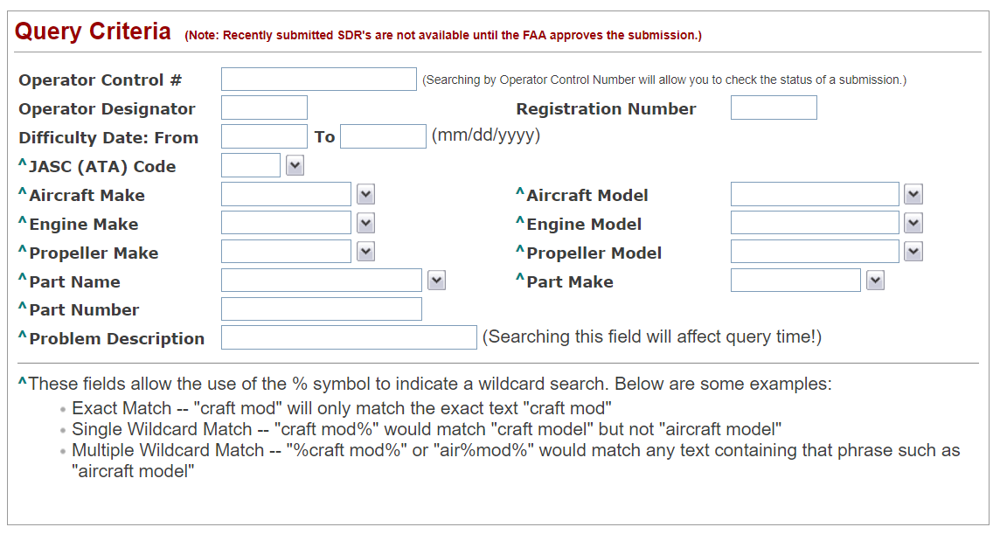 Query Criteria (Note: Recently submitted SDR's are not available until the FAA approves the submission.)
Operator Control # (Searching by Operator Control Number will allow you to check the status of a submission.)
Operator Designator Registration Number
Difficulty Date: From To (mm/dd/yyyy)
^JASC (ATA) Code
^Aircraft Make ^Aircraft Model
^Engine Make ^Engine Model
^Propeller Make ^Propeller Model
^Part Name ^Part Make
^Part Number
^Problem Description (Searching this field will affect query time!)
^These fields allow the use of the % symbol to indicate a wildcard search. Below are some examples:
Exact Match -- "craft mod" will only match the exact text "craft mod"
Single Wildcard Match -- "craft mod%" would match "craft model" but not "aircraft model"
Multiple Wildcard Match -- "%craft mod%" or "air%mod%" would match any text containing that phrase such as
"aircraft model"